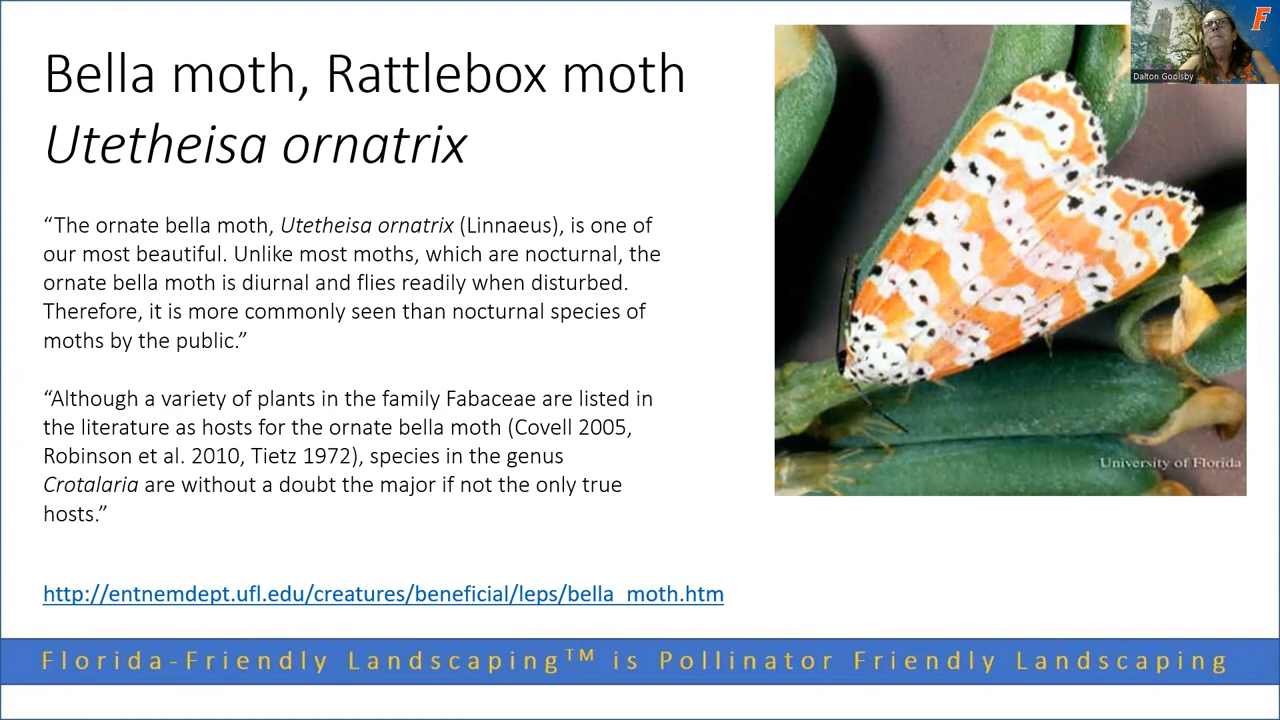 Bella moth, Rattlebox moth
Utetheisa ornatrix
“The ornate bella moth, Utetheisa ornatrix (Linnaeus), is one of
our most beautiful. Unlike most moths, which are nocturnal, the
ornate bella moth is diurnal and flies readily when disturbed.
Therefore, it is more commonly seen than nocturnal species of
moths by the public.”
“Although a variety of plants in the family Fabaceae are listed in
the literature as hosts for the ornate bella moth (Covell 2005,
Robinson et al. 2010, Tietz 1972), species in the genus
Crotalaria are without a doubt the major if not the only true
hosts.”
http://entnemdept.ufl.edu/creatures/beneficial/leps/bella_moth.htm
F
Dalton Goolsby
University of Florida
Florida-Friendly Landscaping™ is Pollinator Friendly Landscaping